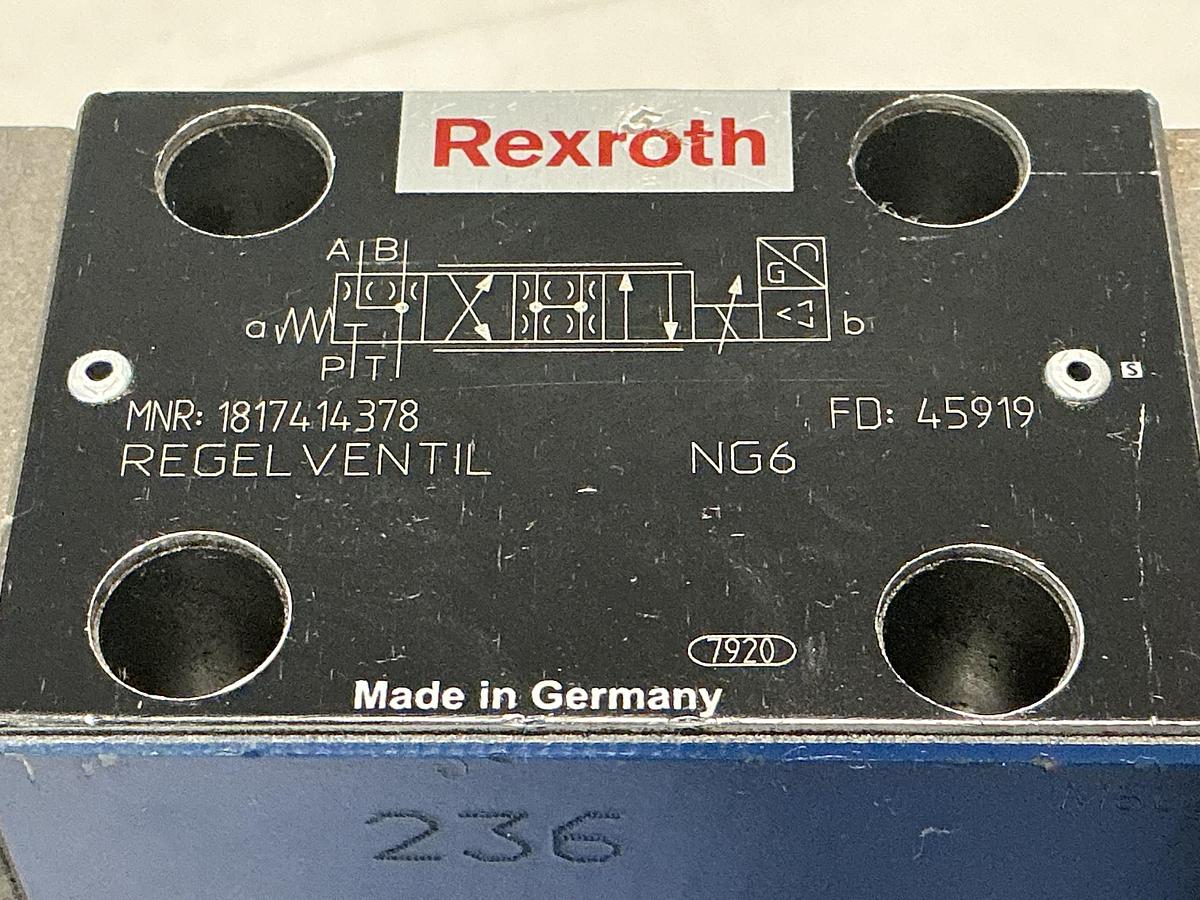 Rexroth
A B
a b
P T
G
MNR: 1817414378 FD: 45919
S
REGELVENTIL NG6
7920
Made in Germany
236